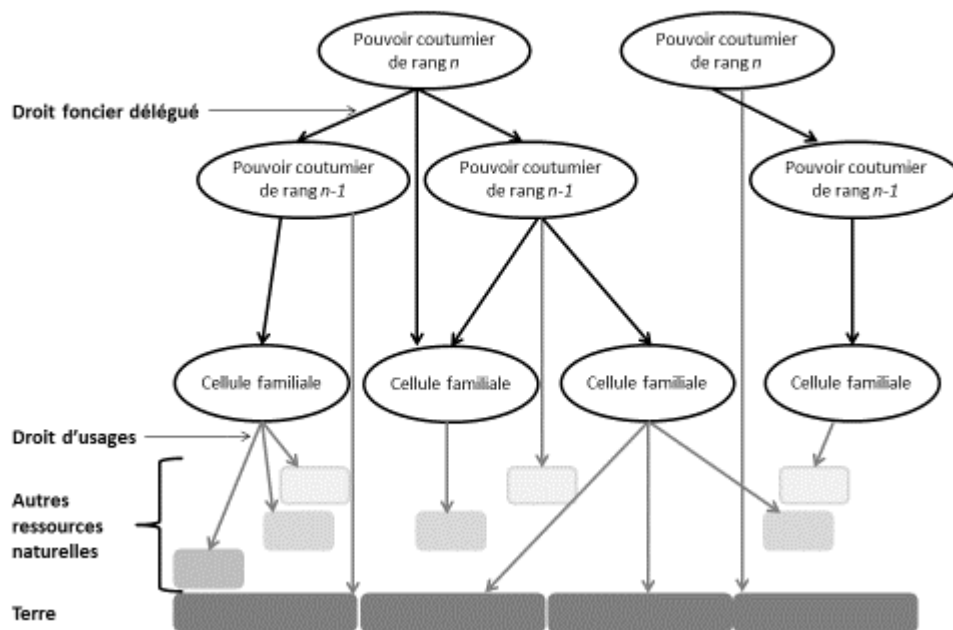 Pouvoir coutumier
de rang n
Pouvoir coutumier
de rang n
Droit foncier délégué
Pouvoir coutumier
de rang n-1
Pouvoir coutumier
de rang n-1
Pouvoir coutumier
de rang n-1
Cellule familiale
Cellule familiale
Cellule familiale
Cellule familiale
Droit d'usages
Autres
ressources
naturelles
Terre